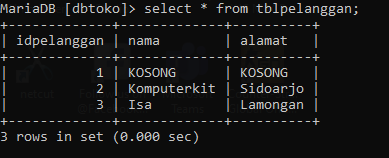 MariaDB [dbtoko]> select * from tblpelanggan;
+-------------+-------------+----------+
| idpelanggan | nama        | alamat   |
+-------------+-------------+----------+
|           1 | KOSONG      | KOSONG   |
|           2 | Komputerkit | Sidoarjo |
|           3 | Isa         | Lamongan |
+-------------+-------------+----------+
3 rows in set (0.000 sec)